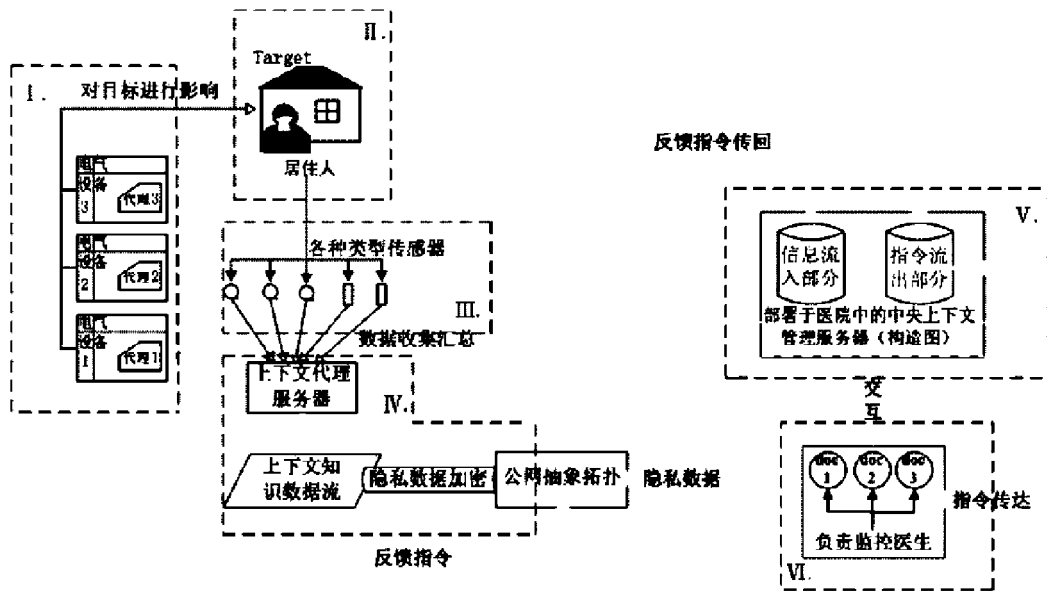 I.
对目标进行影响
电气
设备
3
代理3
电气
设备
2
代理2
电气
设备
1
代理1
II.
Target
居住人
各种类型传感器
III.
数据收集汇总
上下文代理
服务器
IV.
上下文知
识数据流
隐私数据加密
公网抽象拓扑
隐私数据
反馈指令
反馈指令传回
V.
信息流
入部分
指令流
出部分
部署于医院中的中央上下文
管理服务器（构造图）
交
互
doc
1
doc
2
doc
3
指令传达
负责监控医生
VI.